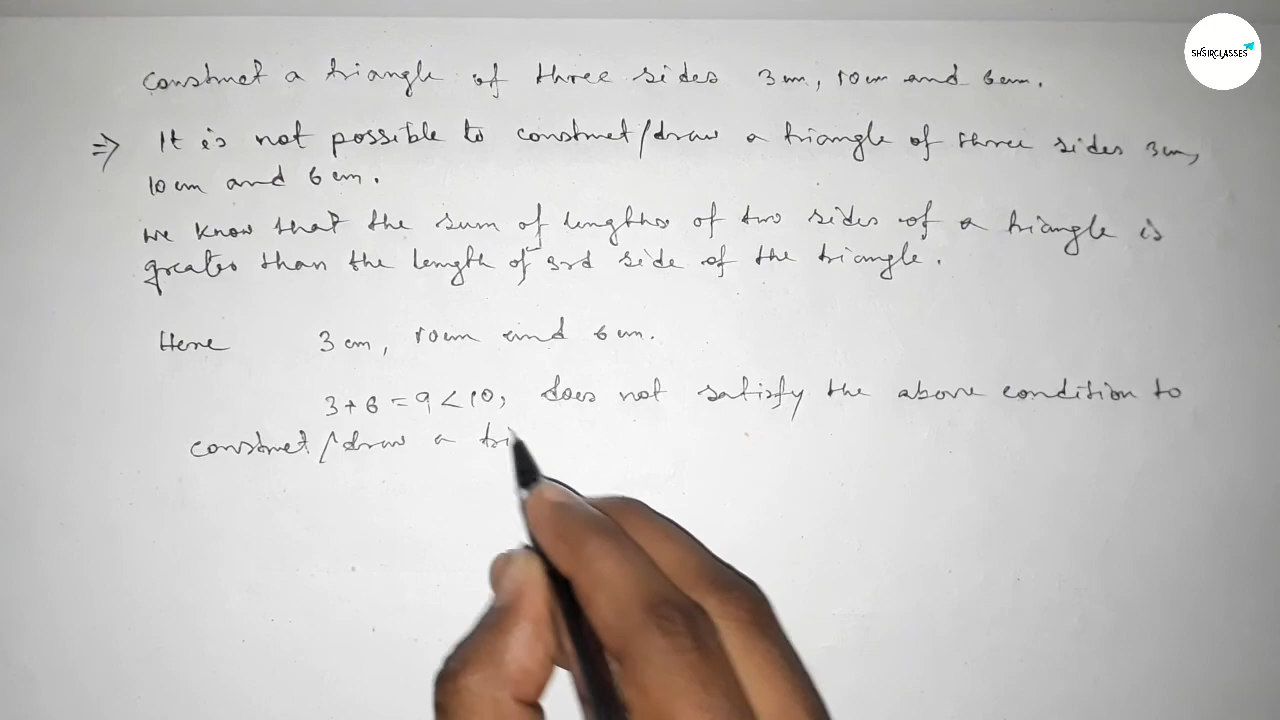 SHSIRCLASSES
Construct a triangle of three sides 3cm, 10cm and 6cm.
⇒ It is not possible to construct/draw a triangle of three sides 3cm,
10cm and 6cm.
We know that the sum of lengths of two sides of a triangle is
greater than the length of 3rd side of the triangle.
Here 3cm, 10cm and 6cm.
3+6=9<10, does not satisfy the above condition to
construct/draw a tri